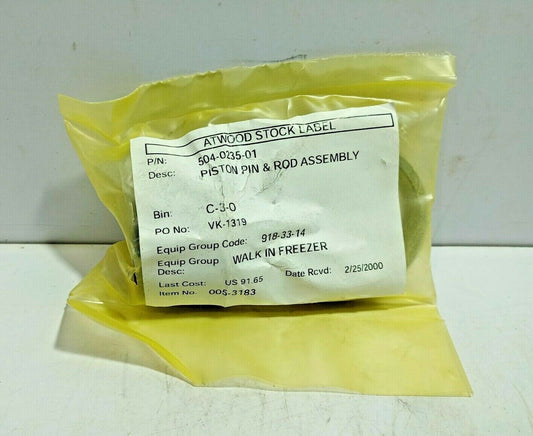 ATWOOD STOCK LABEL
P/N: 504-0235-01
Desc: PISTON PIN & ROD ASSEMBLY
Bin: C-3-0
PO No: VK-1319
Equip Group Code: 918-33-14
Equip Group Desc: WALK IN FREEZER
Last Cost: US 91.65 Date Rcvd: 2/25/2000
Item No. 005-3183